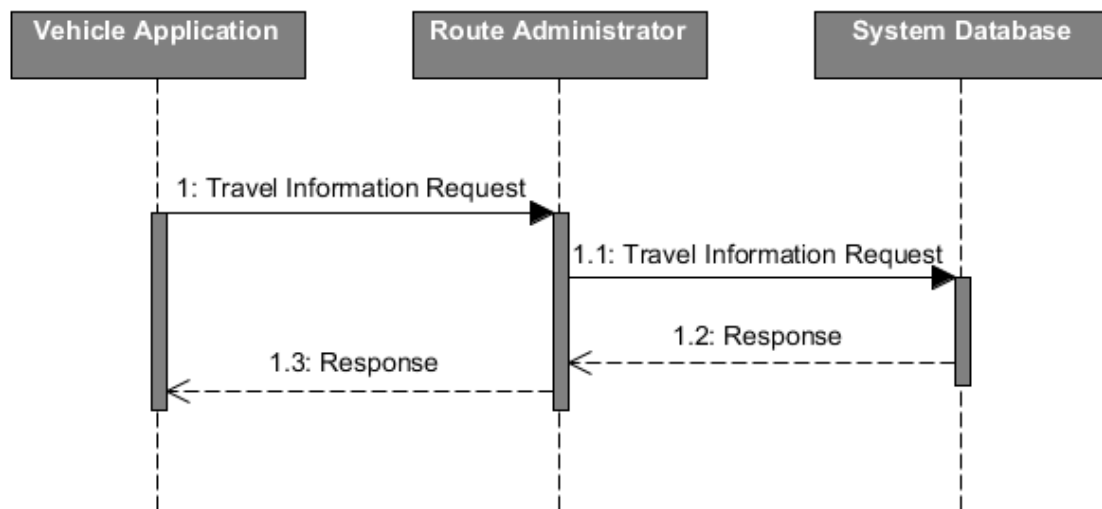 Vehicle Application
Route Administrator
System Database
1: Travel Information Request
1.1: Travel Information Request
1.2: Response
1.3: Response